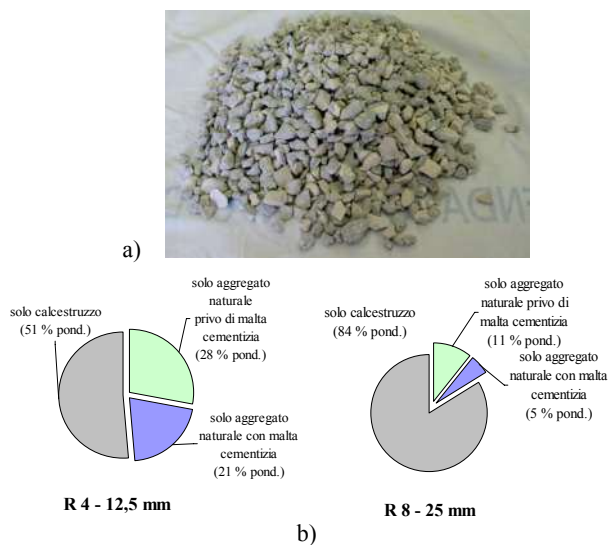 NDA
a)
solo calcestruzzo
(51 % pond.)
solo aggregato
naturale
privo di malta
cementizia
(28 % pond.)
solo aggregato
naturale con malta
cementizia
(21 % pond.)
R 4 - 12,5 mm
solo calcestruzzo
(84 % pond.)
solo aggregato
naturale privo di
malta cementizia
(11 % pond.)
solo aggregato
naturale con malta
cementizia
(5 % pond.)
R 8 - 25 mm
b)